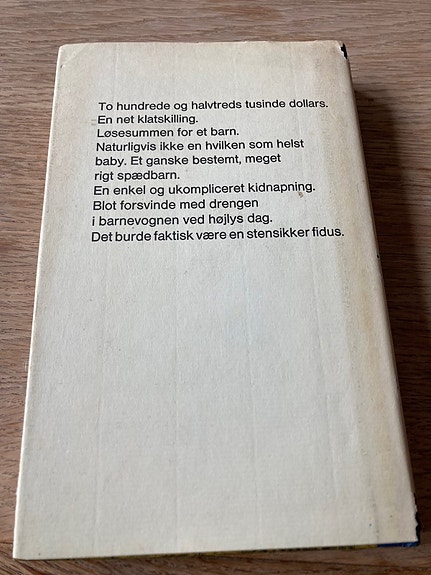 To hundrede og halvtreds tusinde dollars.
En net klatskilling.
Løsesummen for et barn.
Naturligvis ikke en hvilken som helst
baby. Et ganske bestemt, meget
rigt spædbarn.
En enkel og ukompliceret kidnapning.
Blot forsvinde med drengen
i barnevognen ved højlys dag.
Det burde faktisk være en stensikker fidus.